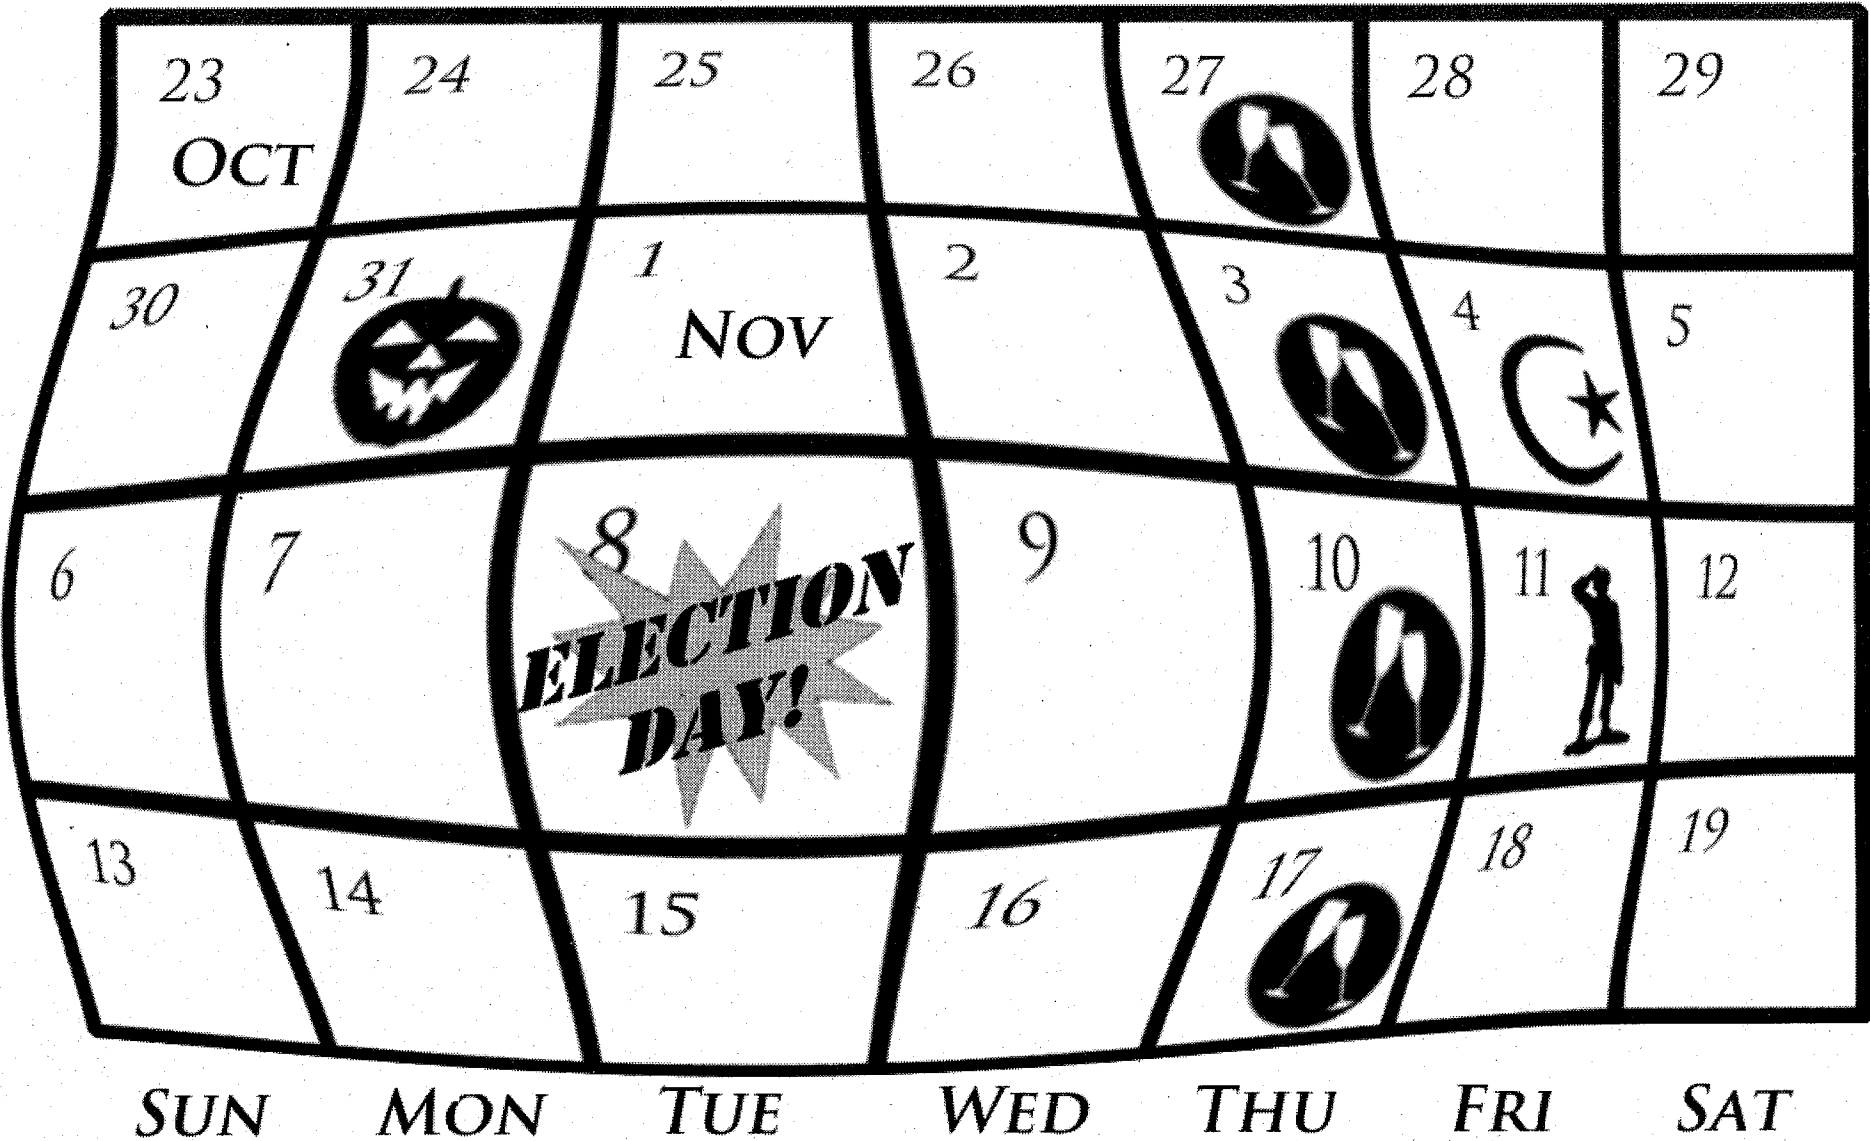 23 24 25 26 27 28 29
OCT
30 31 1 2 3 4 5
NOV
6 7 8 9 10 11 12
ELECTION
DAY!
13 14 15 16 17 18 19
SUN MON TUE WED THU FRI SAT